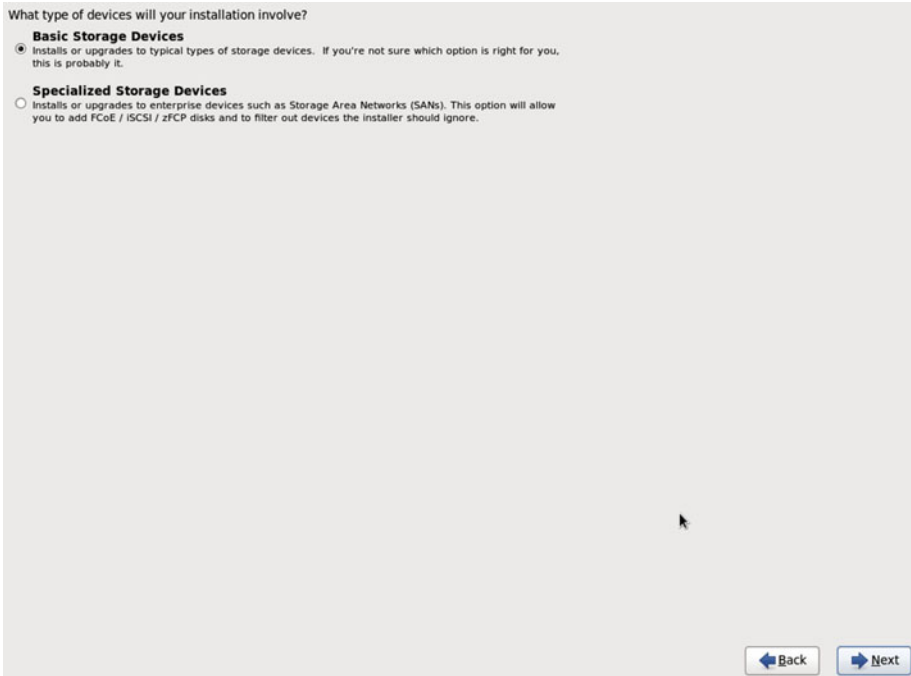 What type of devices will your installation involve?
Basic Storage Devices
Installs or upgrades to typical types of storage devices.  If you're not sure which option is right for you,
this is probably it.
Specialized Storage Devices
Installs or upgrades to enterprise devices such as Storage Area Networks (SANs). This option will allow
you to add FCoE / iSCSI / zFCP disks and to filter out devices the installer should ignore.
Back
Next